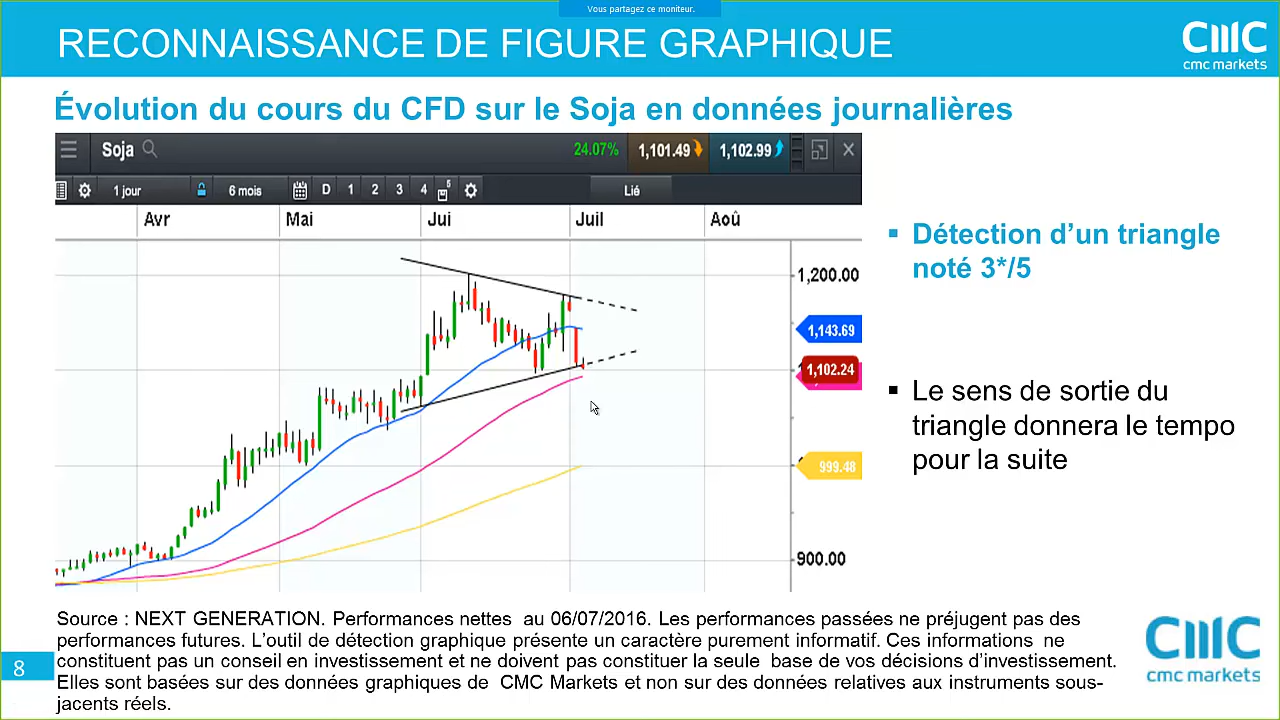 Vous partagez ce moniteur.
RECONNAISSANCE DE FIGURE GRAPHIQUE
CMC
cmc markets
Évolution du cours du CFD sur le Soja en données journalières
Soja 24.07% 1,101.49 1,102.99
1 jour 6 mois D 1 2 3 4 5 Lié
Avr Mai Jui Juil Aoû
1,200.00
1,143.69
1,102.24
999.48
900.00
Détection d’un triangle
noté 3*/5
Le sens de sortie du
triangle donnera le tempo
pour la suite
Source : NEXT GENERATION. Performances nettes au 06/07/2016. Les performances passées ne préjugent pas des
performances futures. L’outil de détection graphique présente un caractère purement informatif. Ces informations ne
constituent pas un conseil en investissement et ne doivent pas constituer la seule base de vos décisions d’investissement.
Elles sont basées sur des données graphiques de CMC Markets et non sur des données relatives aux instruments sous-
jacents réels.
8
CMC
cmc markets